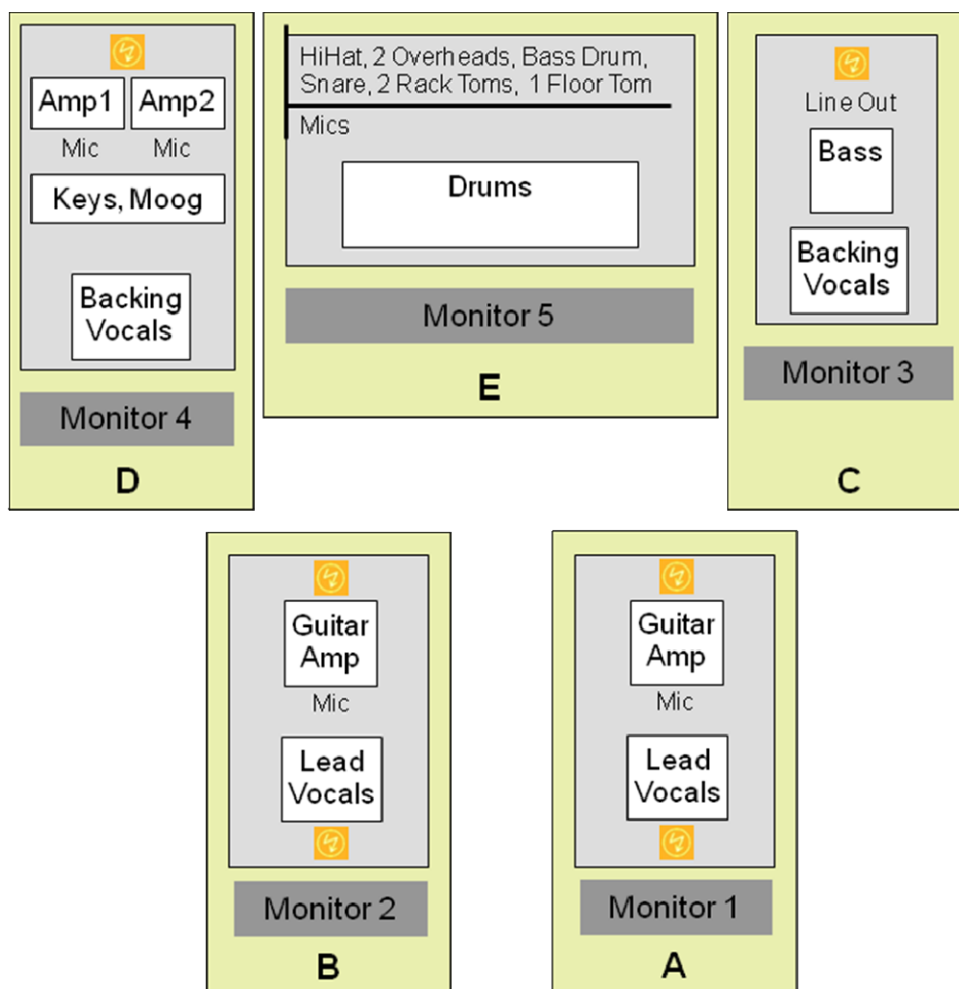 Amp1
Amp2
Mic
Mic
Keys, Moog
Backing
Vocals
Monitor 4
D
HiHat, 2 Overheads, Bass Drum,
Snare, 2 Rack Toms, 1 Floor Tom
Mics
Drums
Monitor 5
E
Line Out
Bass
Backing
Vocals
Monitor 3
C
Guitar
Amp
Mic
Lead
Vocals
Monitor 2
B
Guitar
Amp
Mic
Lead
Vocals
Monitor 1
A